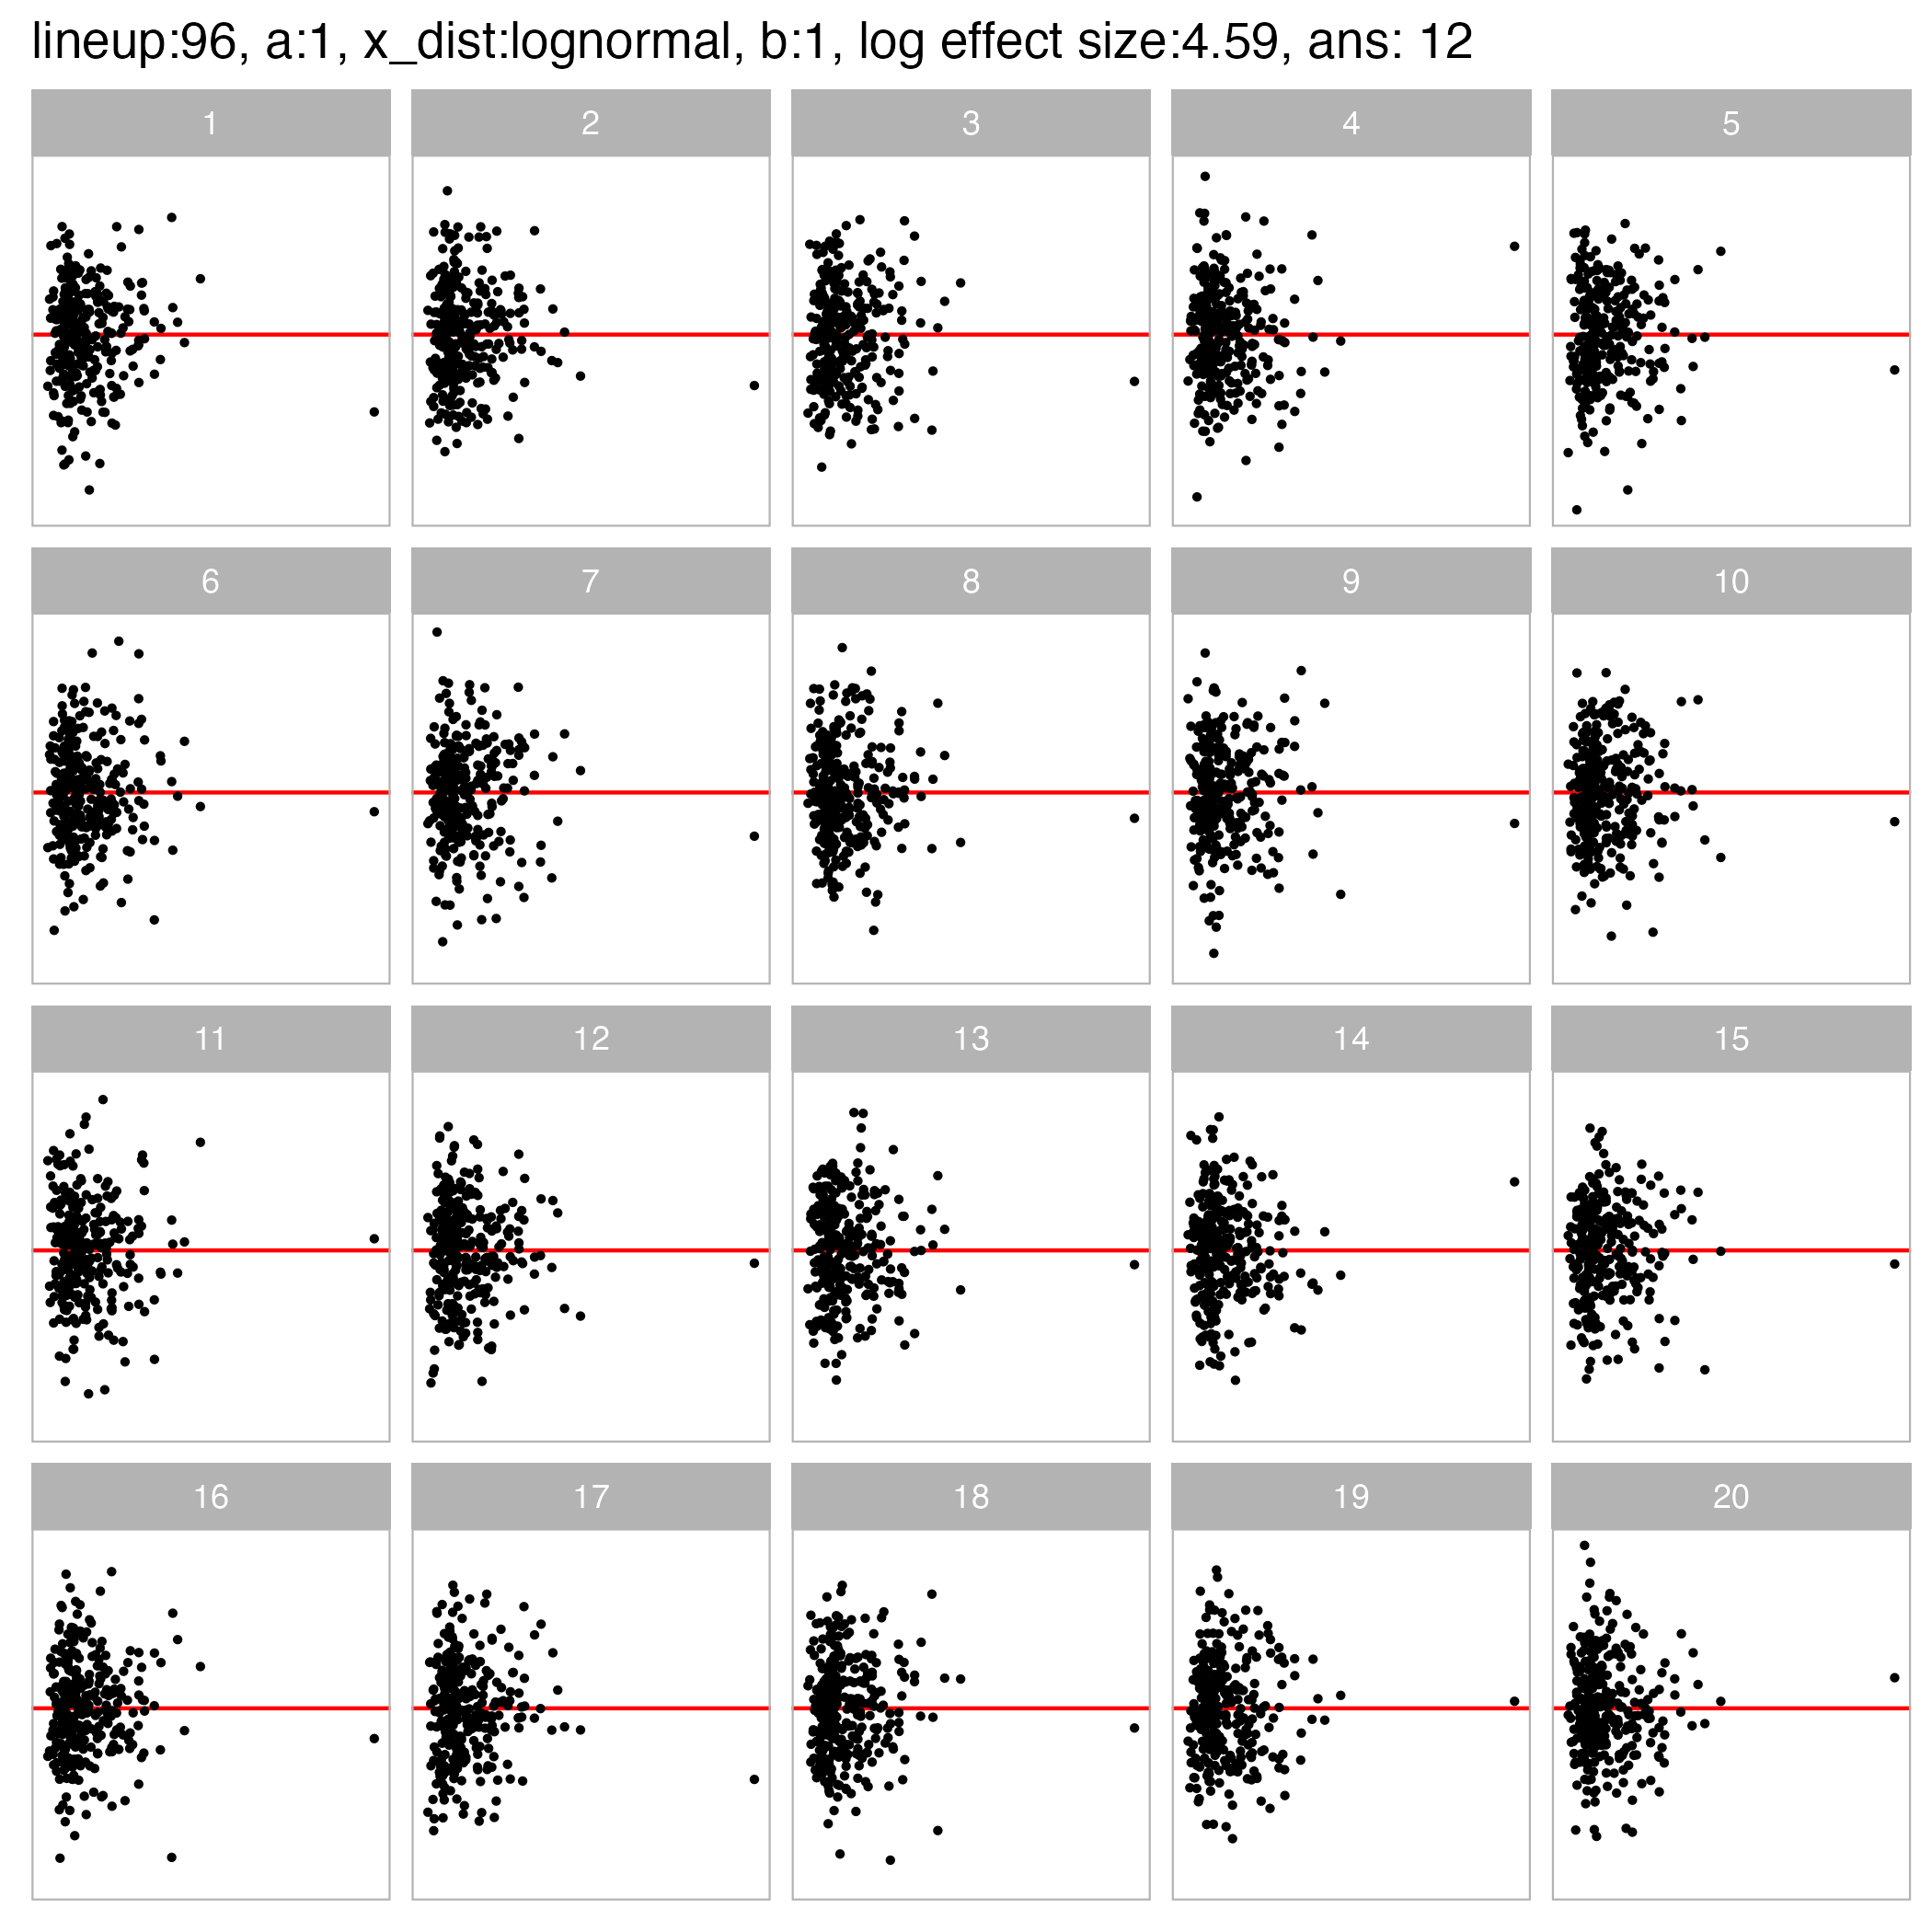 lineup:96, a:1, x_dist:lognormal, b:1, log effect size:4.59, ans: 12
1 2 3 4 5
6 7 8 9 10
11 12 13 14 15
16 17 18 19 20